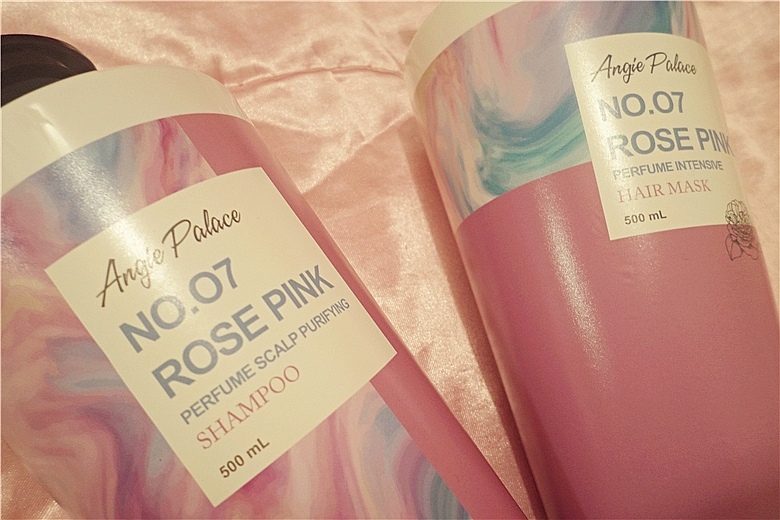 Angie Palace
NO.07
ROSE PINK
PERFUME SCALP PURIFYING
SHAMPOO
500 mL
Angie Palace
NO.07
ROSE PINK
PERFUME INTENSIVE
HAIR MASK
500 mL